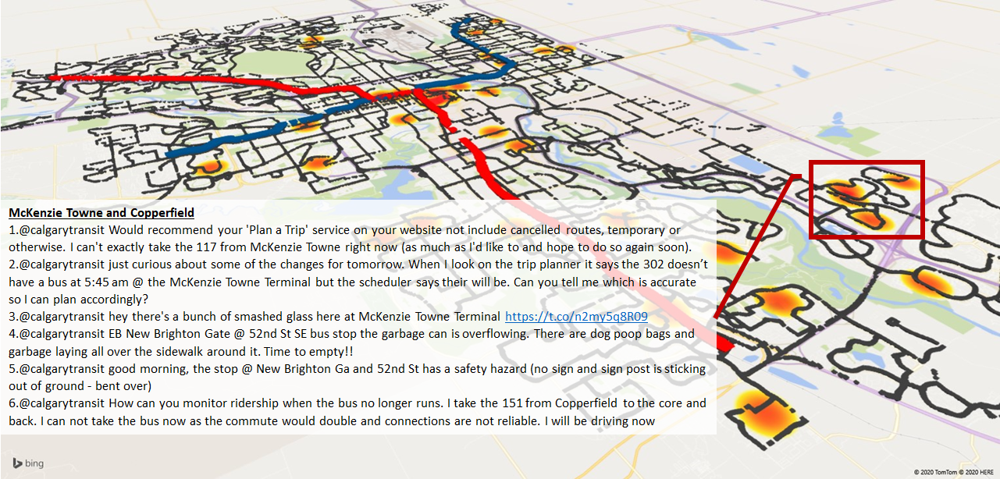 McKenzie Towne and Copperfield
1.@calgarytransit Would recommend your 'Plan a Trip' service on your website not include cancelled routes, temporary or
otherwise. I can't exactly take the 117 from McKenzie Towne right now (as much as I'd like to and hope to do so again soon).
2.@calgarytransit just curious about some of the changes for tomorrow. When I look on the trip planner it says the 302 doesn’t
have a bus at 5:45 am @ the McKenzie Towne Terminal but the scheduler says their will be. Can you tell me which is accurate
so I can plan accordingly?
3.@calgarytransit hey there's a bunch of smashed glass here at McKenzie Towne Terminal https://t.co/n2my5q8R09
4.@calgarytransit EB New Brighton Gate @ 52nd St SE bus stop the garbage can is overflowing. There are dog poop bags and
garbage laying all over the sidewalk around it. Time to empty!!
5.@calgarytransit good morning, the stop @ New Brighton Ga and 52nd St has a safety hazard (no sign and sign post is sticking
out of ground - bent over)
6.@calgarytransit How can you monitor ridership when the bus no longer runs. I take the 151 from Copperfield to the core and
back. I can not take the bus now as the commute would double and connections are not reliable. I will be driving now
bing
© 2020 TomTom © 2020 HERE